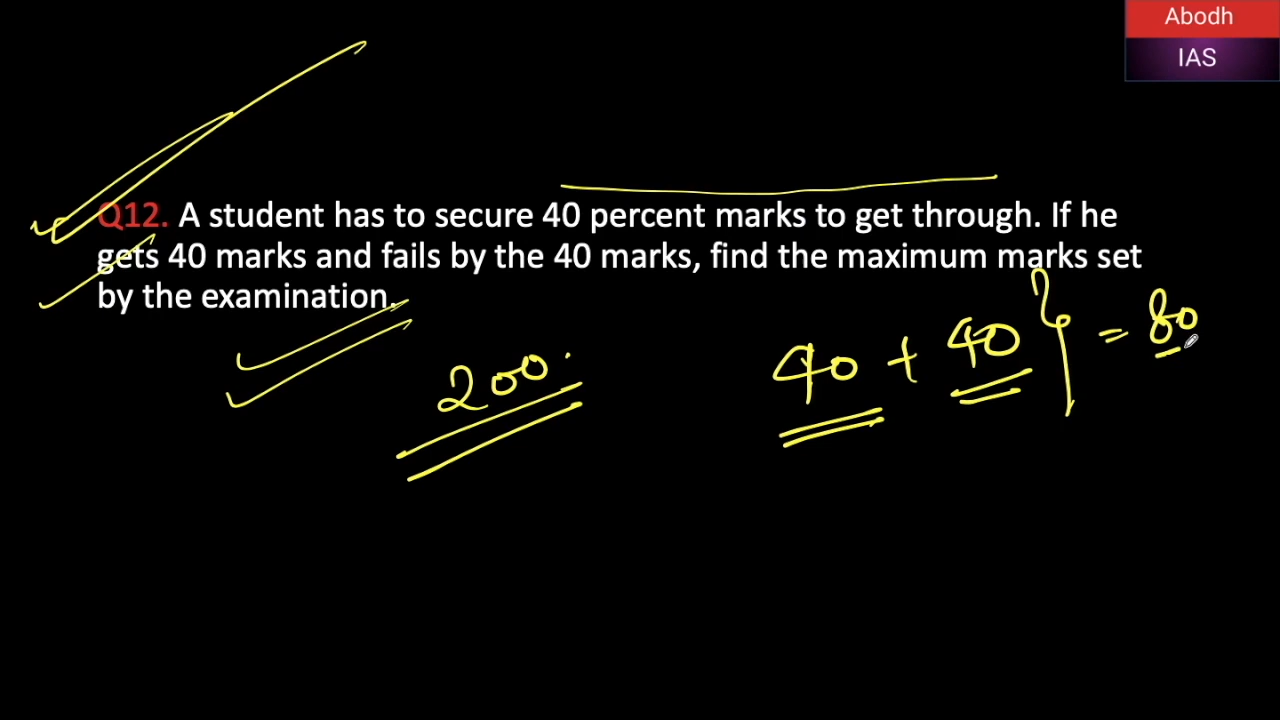 Abodh
IAS
Q12. A student has to secure 40 percent marks to get through. If he
gets 40 marks and fails by the 40 marks, find the maximum marks set
by the examination.
200.
40 + 40 } = 80